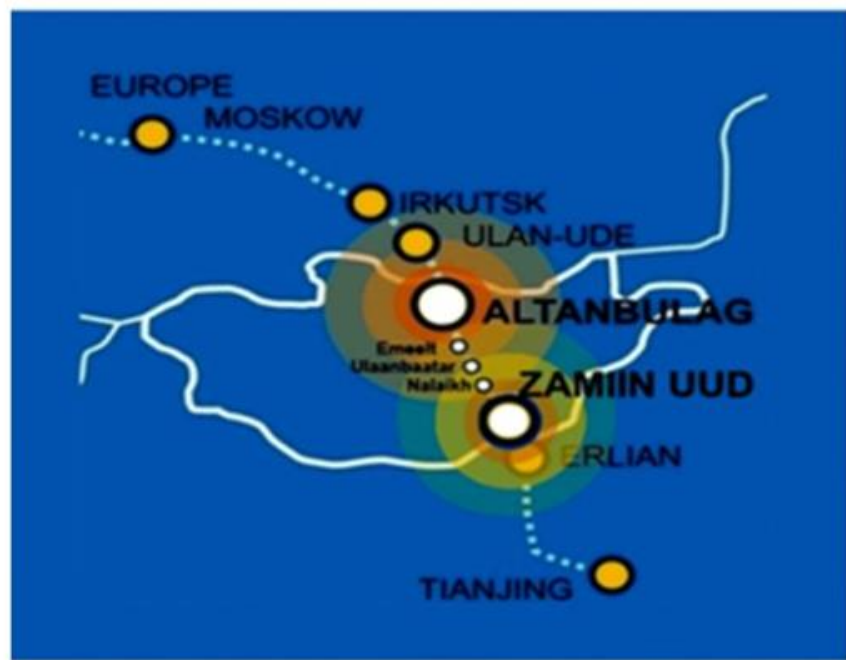 EUROPE
MOSKOW
IRKUTSK
ULAN-UDE
ALTANBULAG
Emeelt
Ulaanbaatar
Nalaikh
ZAMIIN UUD
ERLIAN
TIANJING